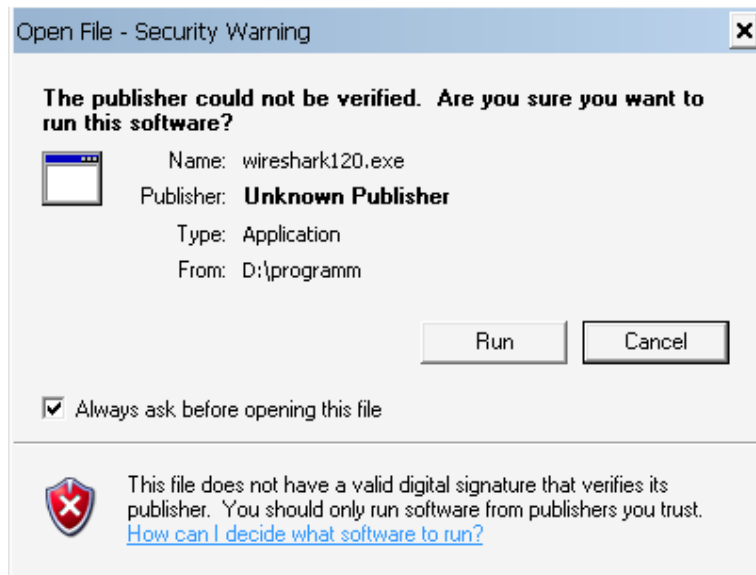 Open File - Security Warning
The publisher could not be verified.  Are you sure you want to
run this software?
Name: wireshark120.exe
Publisher: Unknown Publisher
Type: Application
From: D:\programm
Run Cancel
Always ask before opening this file
This file does not have a valid digital signature that verifies its
publisher.  You should only run software from publishers you trust.
How can I decide what software to run?